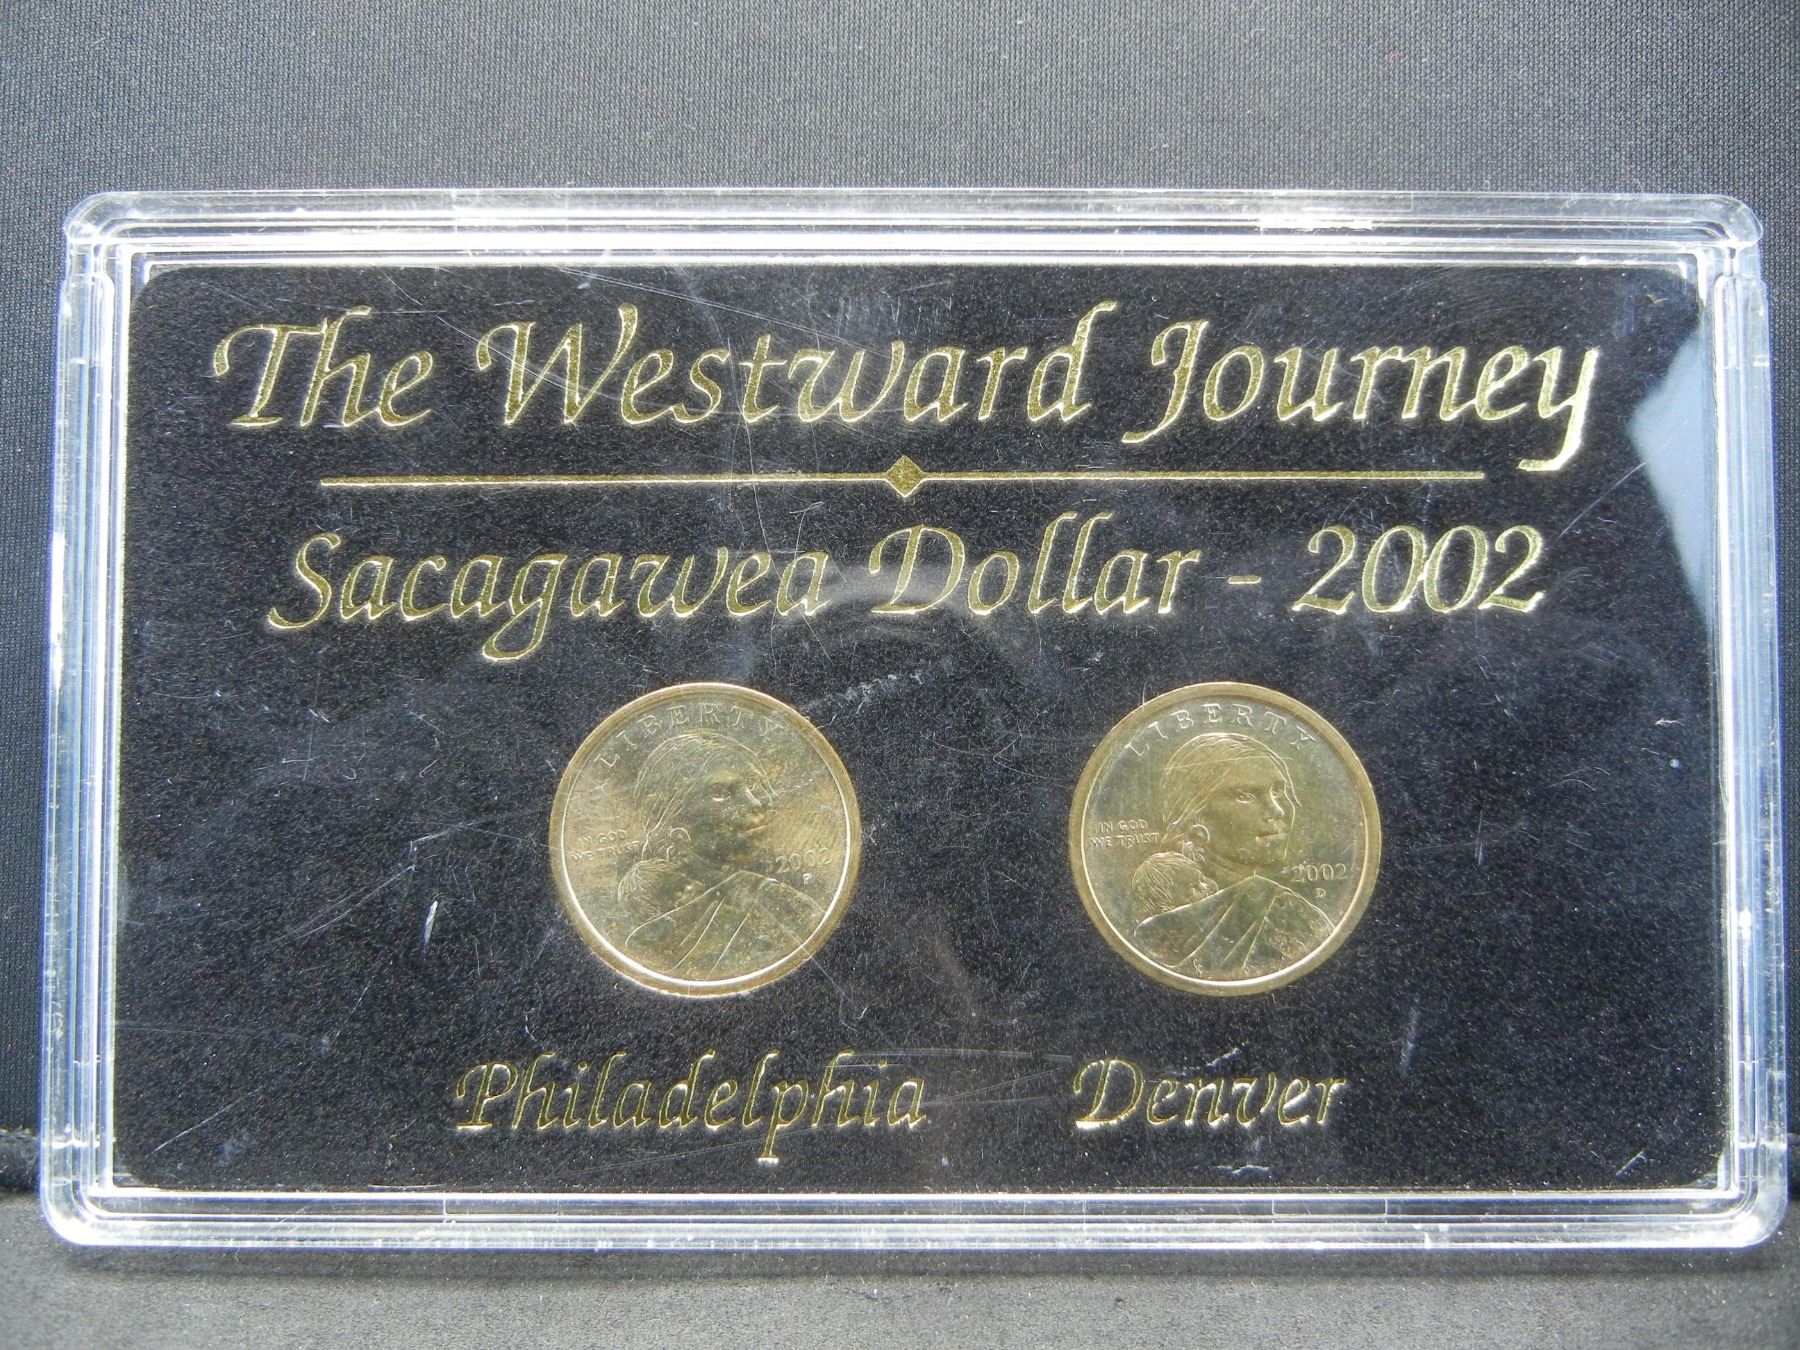 The Westward Journey
Sacagawea Dollar - 2002
LIBERTY
IN GOD
WE TRUST
2002
P
LIBERTY
IN GOD
WE TRUST
2002
D
Philadelphia
Denver